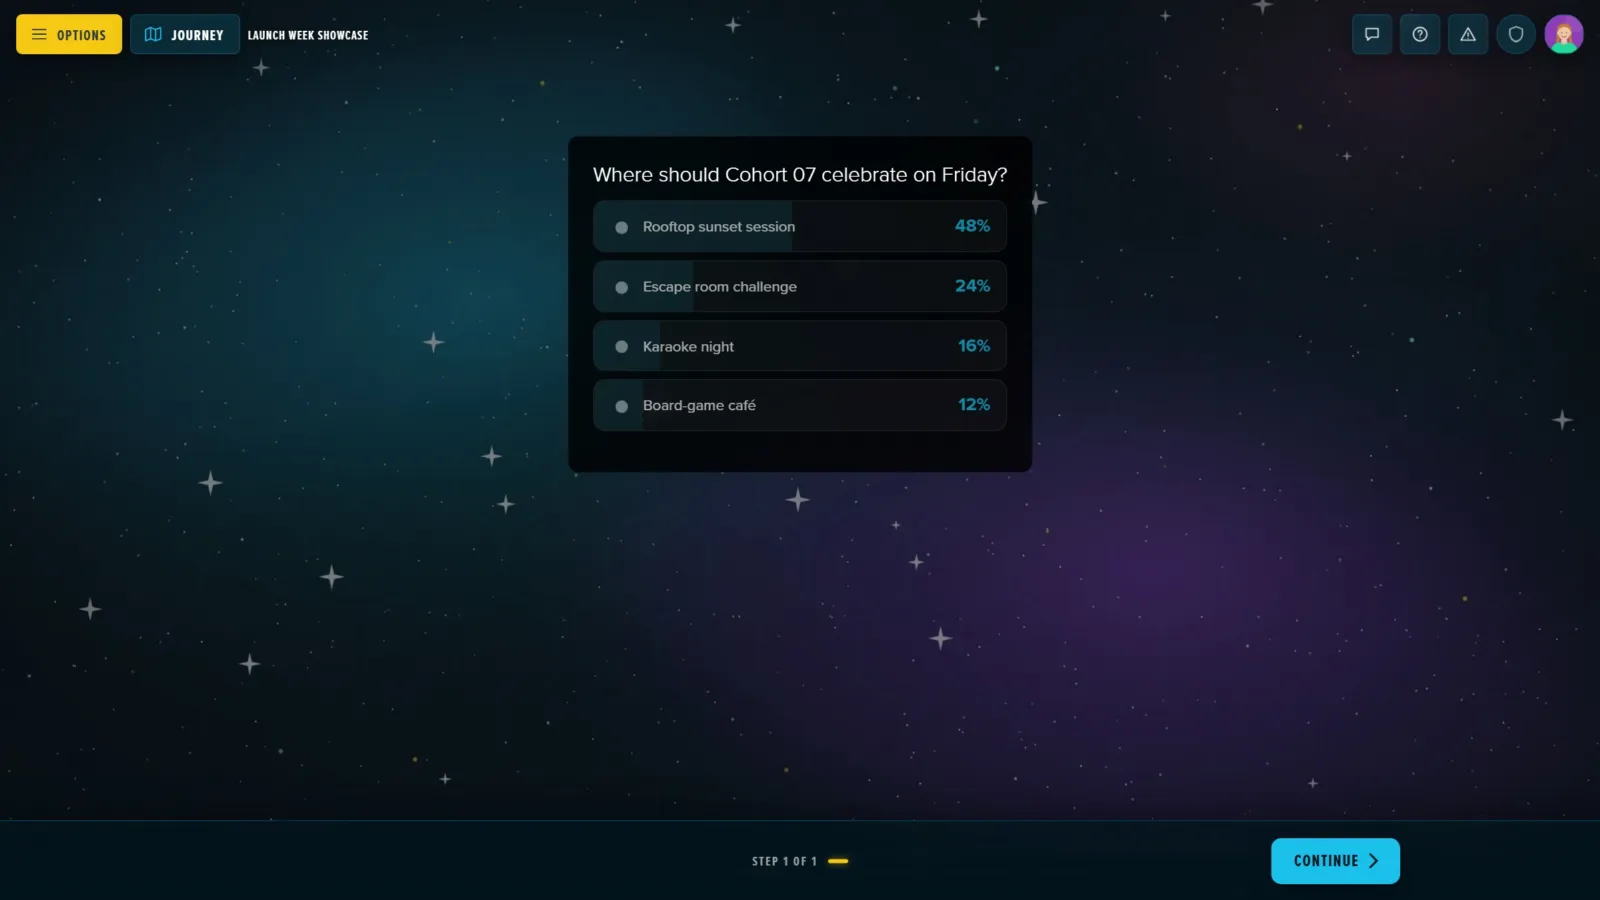 OPTIONS
JOURNEY
LAUNCH WEEK SHOWCASE
Where should Cohort 07 celebrate on Friday?
Rooftop sunset session 48%
Escape room challenge 24%
Karaoke night 16%
Board-game café 12%
STEP 1 OF 1
CONTINUE